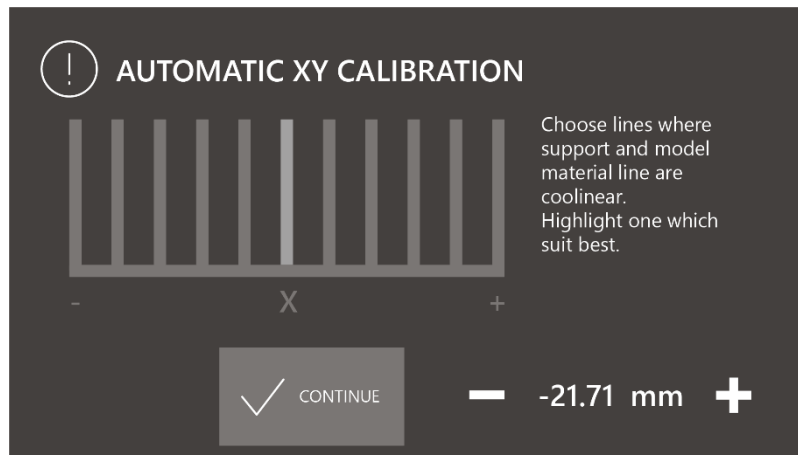 !
AUTOMATIC XY CALIBRATION
Choose lines where
support and model
material line are
coolinear.
Highlight one which
suit best.
- X +
CONTINUE
-21.71 mm